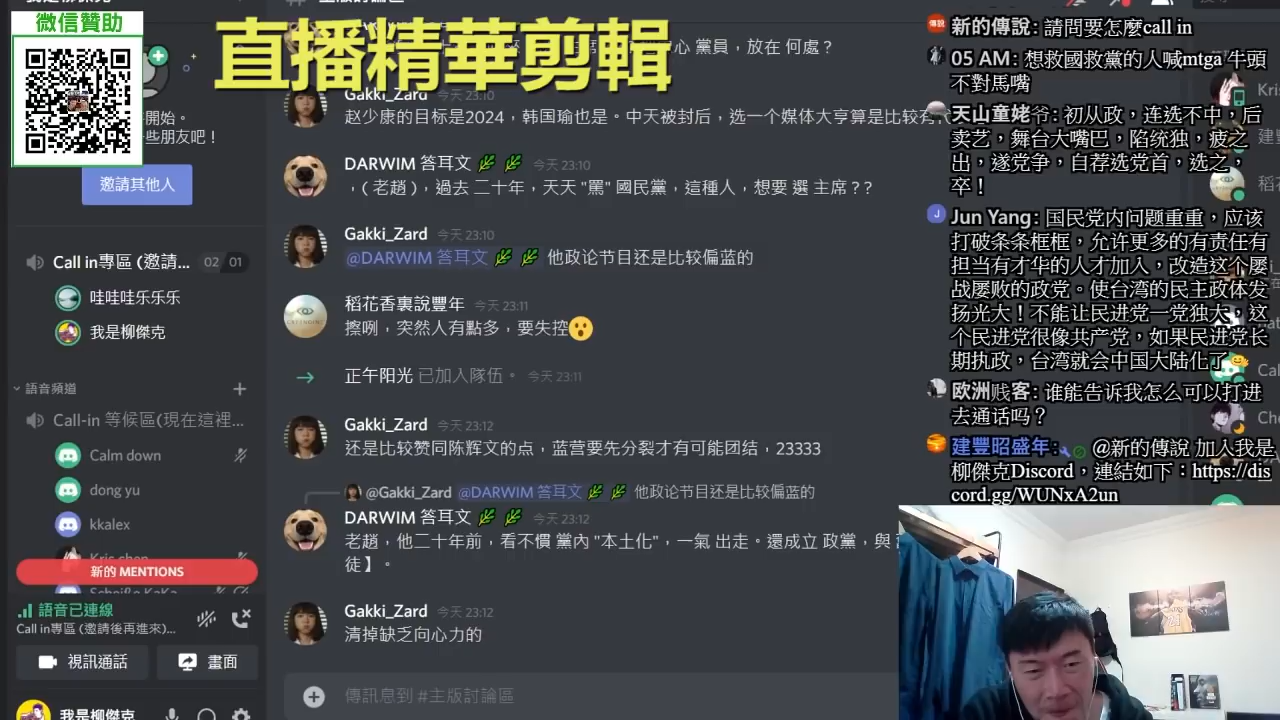 微信贊助
直播精華剪輯
開始。
些朋友吧！
邀請其他人
Call in專區 (邀請... 02 01
哇哇哇乐乐乐
我是柳傑克
語音頻道
Call-in 等候區(現在這裡...
Calm down
dong yu
kkalex
Kris chen
新的 MENTIONS
語音已連線
Call in專區 (邀請後再進來)...
視訊通話
畫面
我是柳傑克
心 黨員，放在 何處？
Gakki_Zard 今天 23:10
赵少康的目标是2024，韩国瑜也是。中天被封后，选一个媒体大亨算是比较有代
DARWIM 答耳文 今天 23:10
，( 老趙 )，過去 二十年，天天 "罵" 國民黨，這種人，想要 選 主席？?
Gakki_Zard 今天 23:10
@DARWIM 答耳文 他政论节目还是比较偏蓝的
稻花香裏說豐年 今天 23:11
擦咧，突然人有點多，要失控
正午阳光 已加入隊伍。 今天 23:11
Gakki_Zard 今天 23:12
还是比较赞同陈辉文的点，蓝营要先分裂才有可能团结，23333
@Gakki_Zard @DARWIM 答耳文 他政论节目还是比较偏蓝的
DARWIM 答耳文 今天 23:12
老趙，他二十年前，看不慣 黨內 "本土化"，一氣 出走。還成立 政黨，與
徒】。
Gakki_Zard 今天 23:12
清掉缺乏向心力的
傳訊息到 #主版討論區
新的傳說: 請問要怎麼call in
05 AM: 想救國救黨的人喊mtga 牛頭
不對馬嘴
天山童姥爷: 初从政，连选不中，后
卖艺，舞台大嘴巴，陷统独，疲之
出，遂党争，自荐选党首，选之，
卒！
Jun Yang: 国民党内问题重重，应该
打破条条框框，允许更多的有责任有
担当有才华的人才加入，改造这个屡
战屡败的政党。使台湾的民主政体发
扬光大！不能让民进党一党独大，这
个民进党很像共产党，如果民进党长
期执政，台湾就会中国大陆化了
欧洲贱客: 谁能告诉我怎么可以打进
去通话吗？
建豐昭盛年: @新的傳說 加入我是
柳傑克Discord，連結如下：https://dis
cord.gg/WUNxA2un